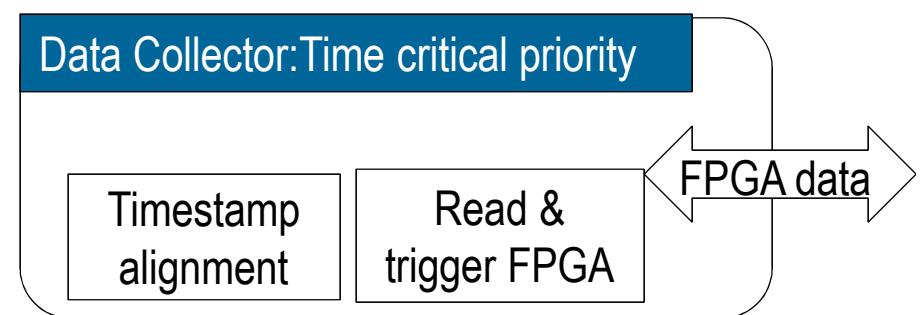 Data Collector:Time critical priority
Timestamp
alignment
Read &
trigger FPGA
FPGA data